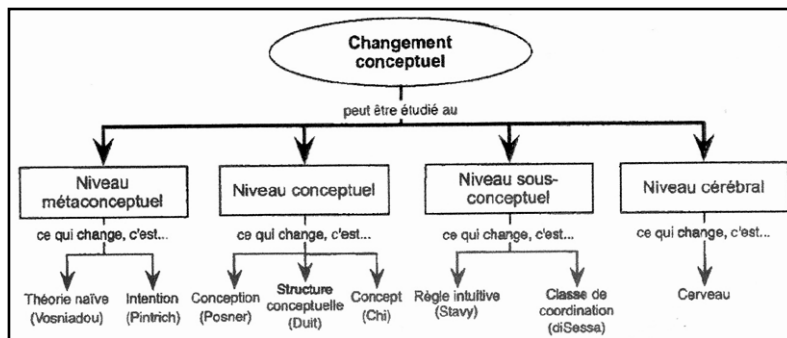 Changement
conceptuel
peut être étudié au
Niveau
métaconceptuel
Niveau conceptuel
Niveau sous-
conceptuel
Niveau cérébral
ce qui change, c'est...
ce qui change, c'est...
ce qui change, c'est...
ce qui change, c'est...
Théorie naïve
(Vosniadou)
Intention
(Pintrich)
Conception
(Posner)
Structure
conceptuelle
(Duit)
Concept
(Chi)
Règle intuitive
(Stavy)
Classe de
coordination
(diSessa)
Cerveau